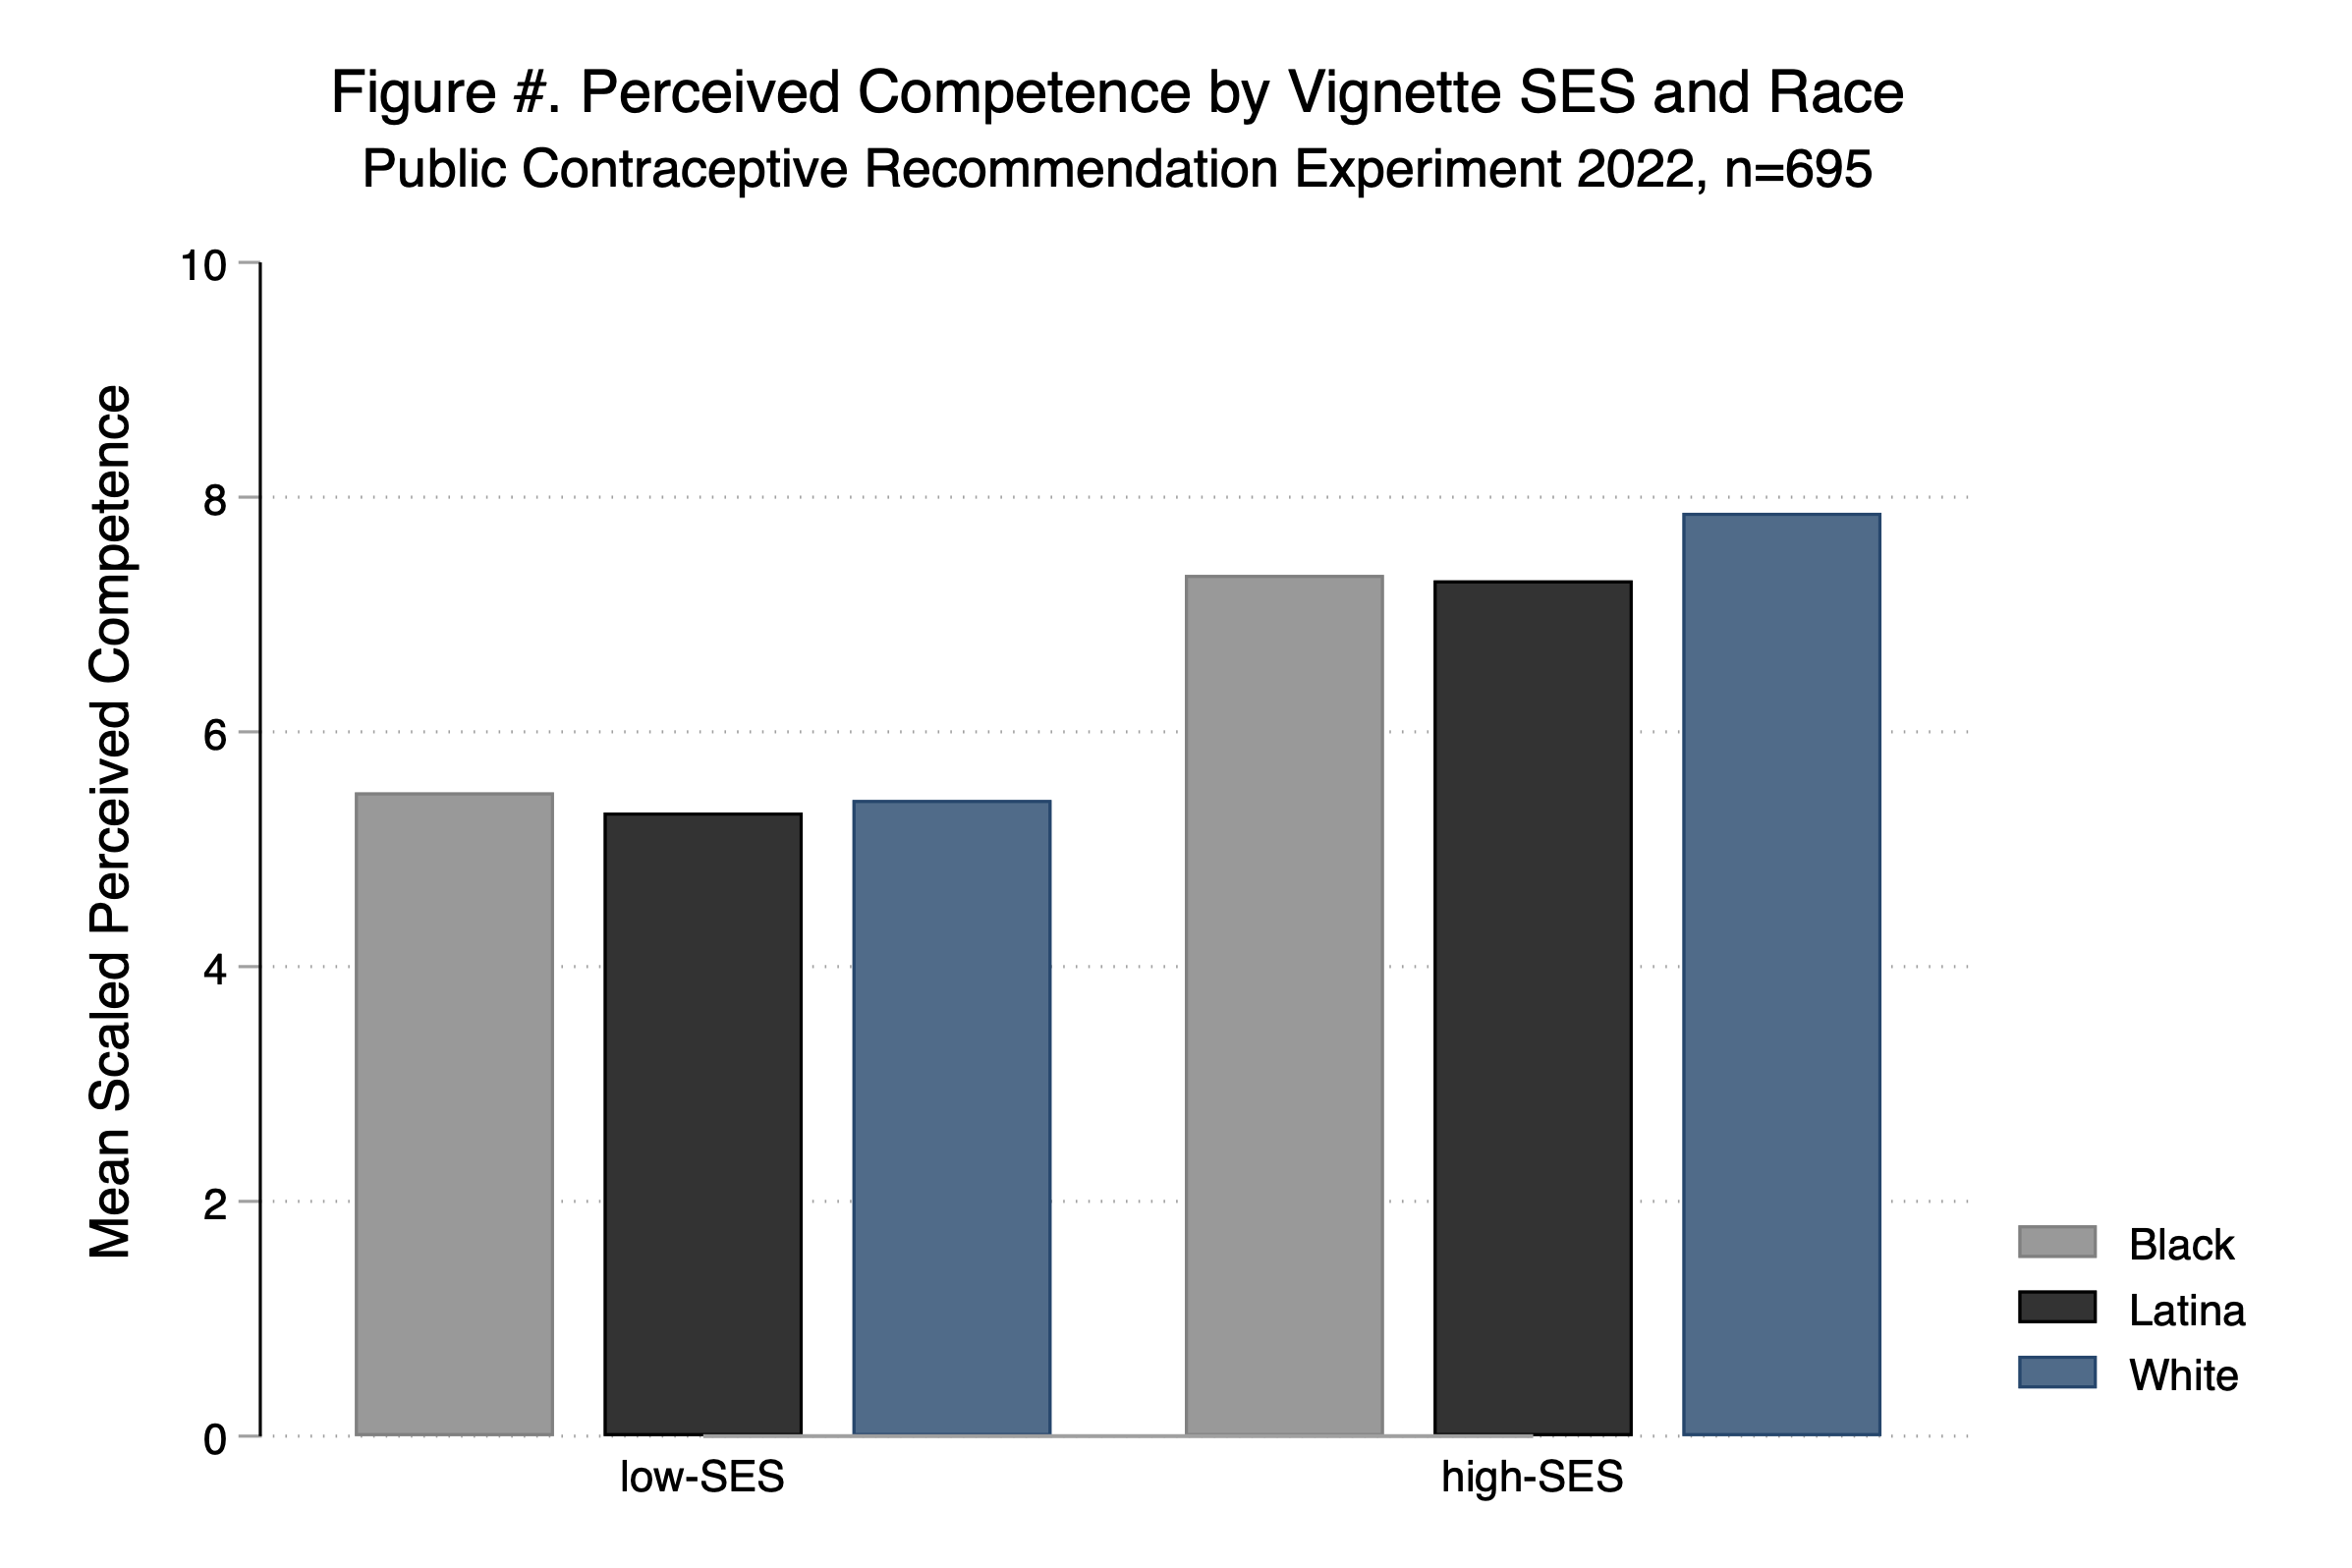 Figure #. Perceived Competence by Vignette SES and Race
Public Contraceptive Recommendation Experiment 2022, n=695
Mean Scaled Perceived Competence
10
8
6
4
2
0
low-SES
high-SES
Black
Latina
White